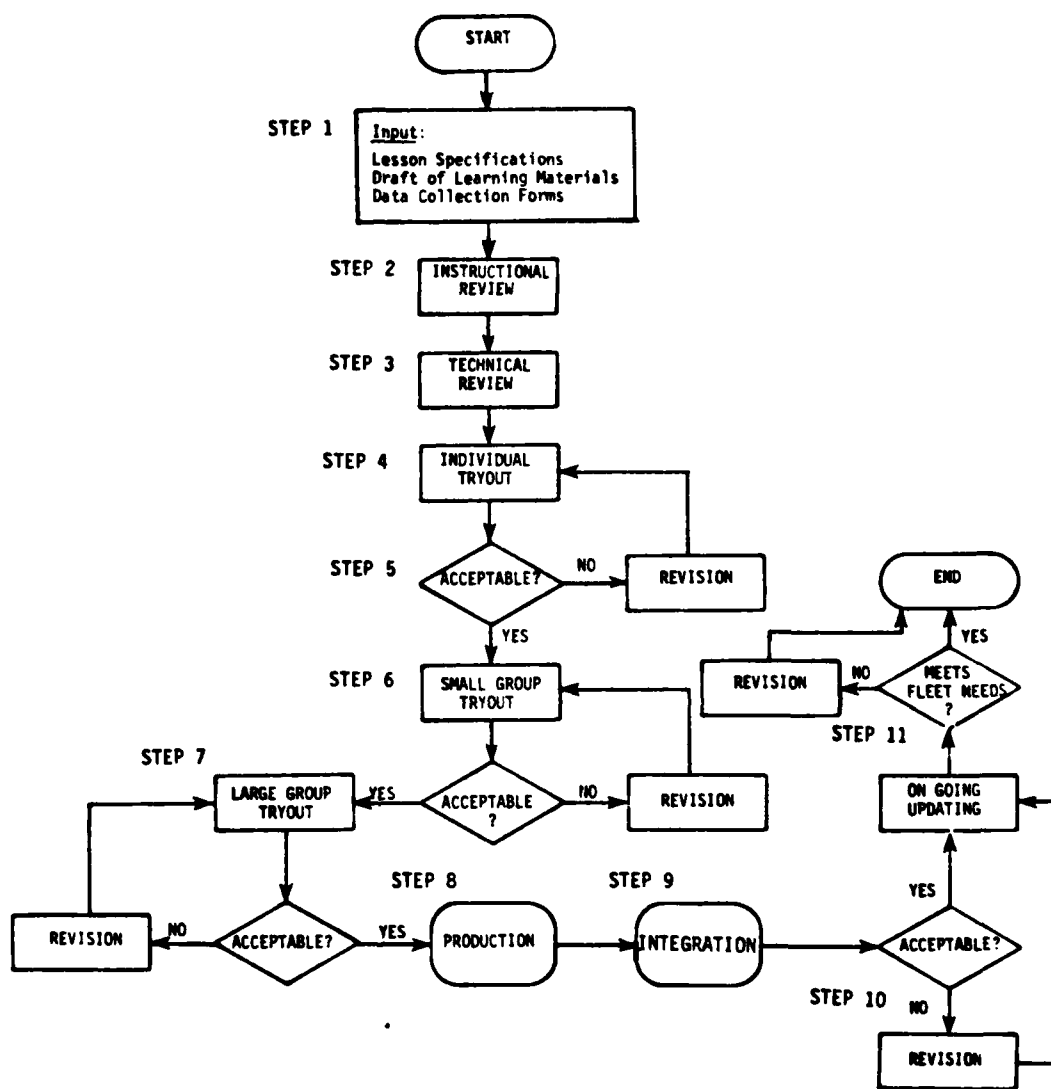 START
STEP 1
Input:
Lesson Specifications
Draft of Learning Materials
Data Collection Forms
STEP 2
INSTRUCTIONAL
REVIEW
STEP 3
TECHNICAL
REVIEW
STEP 4
INDIVIDUAL
TRYOUT
STEP 5
ACCEPTABLE?
NO
REVISION
YES
STEP 6
SMALL GROUP
TRYOUT
ACCEPTABLE
?
NO
REVISION
YES
STEP 7
LARGE GROUP
TRYOUT
ACCEPTABLE?
NO
REVISION
YES
STEP 8
PRODUCTION
STEP 9
INTEGRATION
ACCEPTABLE?
STEP 10
NO
REVISION
YES
ON GOING
UPDATING
STEP 11
MEETS
FLEET NEEDS
?
NO
REVISION
YES
END